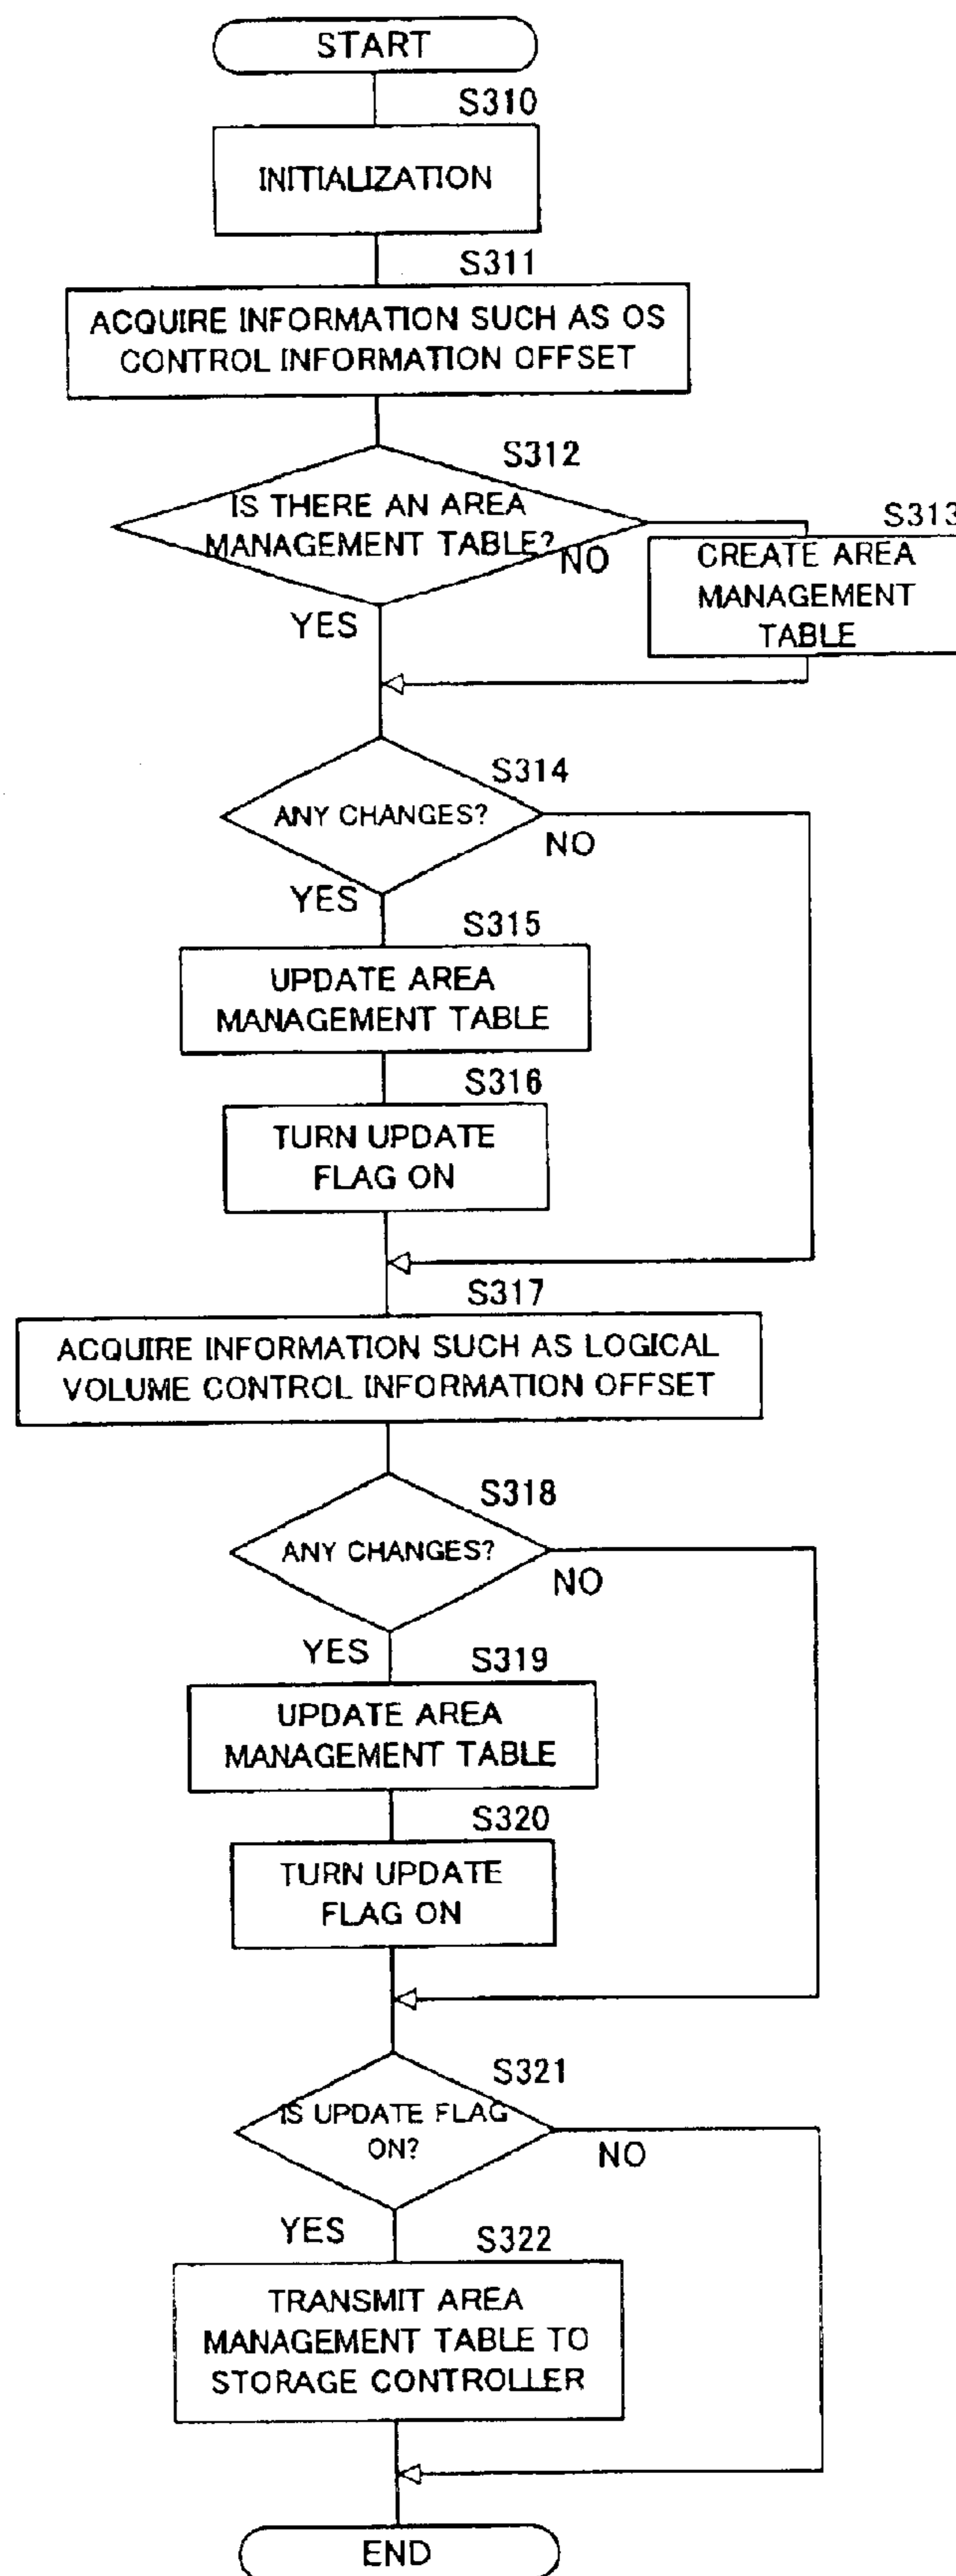 START
S310
INITIALIZATION
S311
ACQUIRE INFORMATION SUCH AS OS
CONTROL INFORMATION OFFSET
S312
IS THERE AN AREA
MANAGEMENT TABLE?
NO
YES
S313
CREATE AREA
MANAGEMENT
TABLE
S314
ANY CHANGES?
NO
YES
S315
UPDATE AREA
MANAGEMENT TABLE
S316
TURN UPDATE
FLAG ON
S317
ACQUIRE INFORMATION SUCH AS LOGICAL
VOLUME CONTROL INFORMATION OFFSET
S318
ANY CHANGES?
NO
YES
S319
UPDATE AREA
MANAGEMENT TABLE
S320
TURN UPDATE
FLAG ON
S321
IS UPDATE FLAG
ON?
NO
YES
S322
TRANSMIT AREA
MANAGEMENT TABLE TO
STORAGE CONTROLLER
END